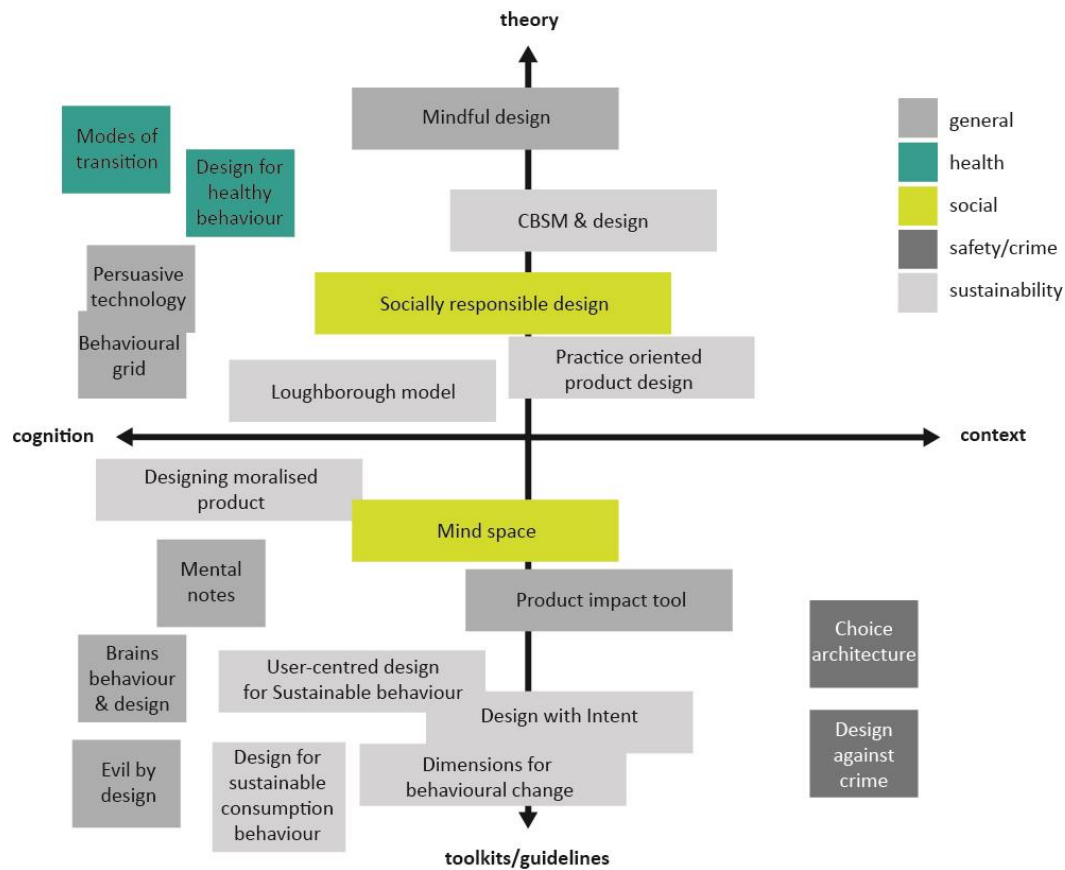 theory
Mindful design
general
Modes of
transition
health
Design for
healthy
behaviour
social
CBSM & design
safety/crime
Persuasive
technology
sustainability
Socially responsible design
Behavioural
grid
Practice oriented
product design
Loughborough model
cognition
context
Designing moralised
product
Mind space
Mental
notes
Product impact tool
Choice
architecture
Brains
behaviour
& design
User-centred design
for Sustainable behaviour
Design with Intent
Design
against
crime
Evil by
design
Design for
sustainable
consumption
behaviour
Dimensions for
behavioural change
toolkits/guidelines